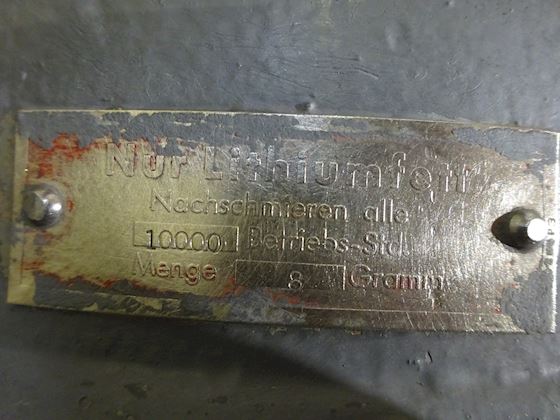 Nur Lithiumfett
Nachschmieren alle
10000 Betriebs-Std.
Menge 8 Gramm